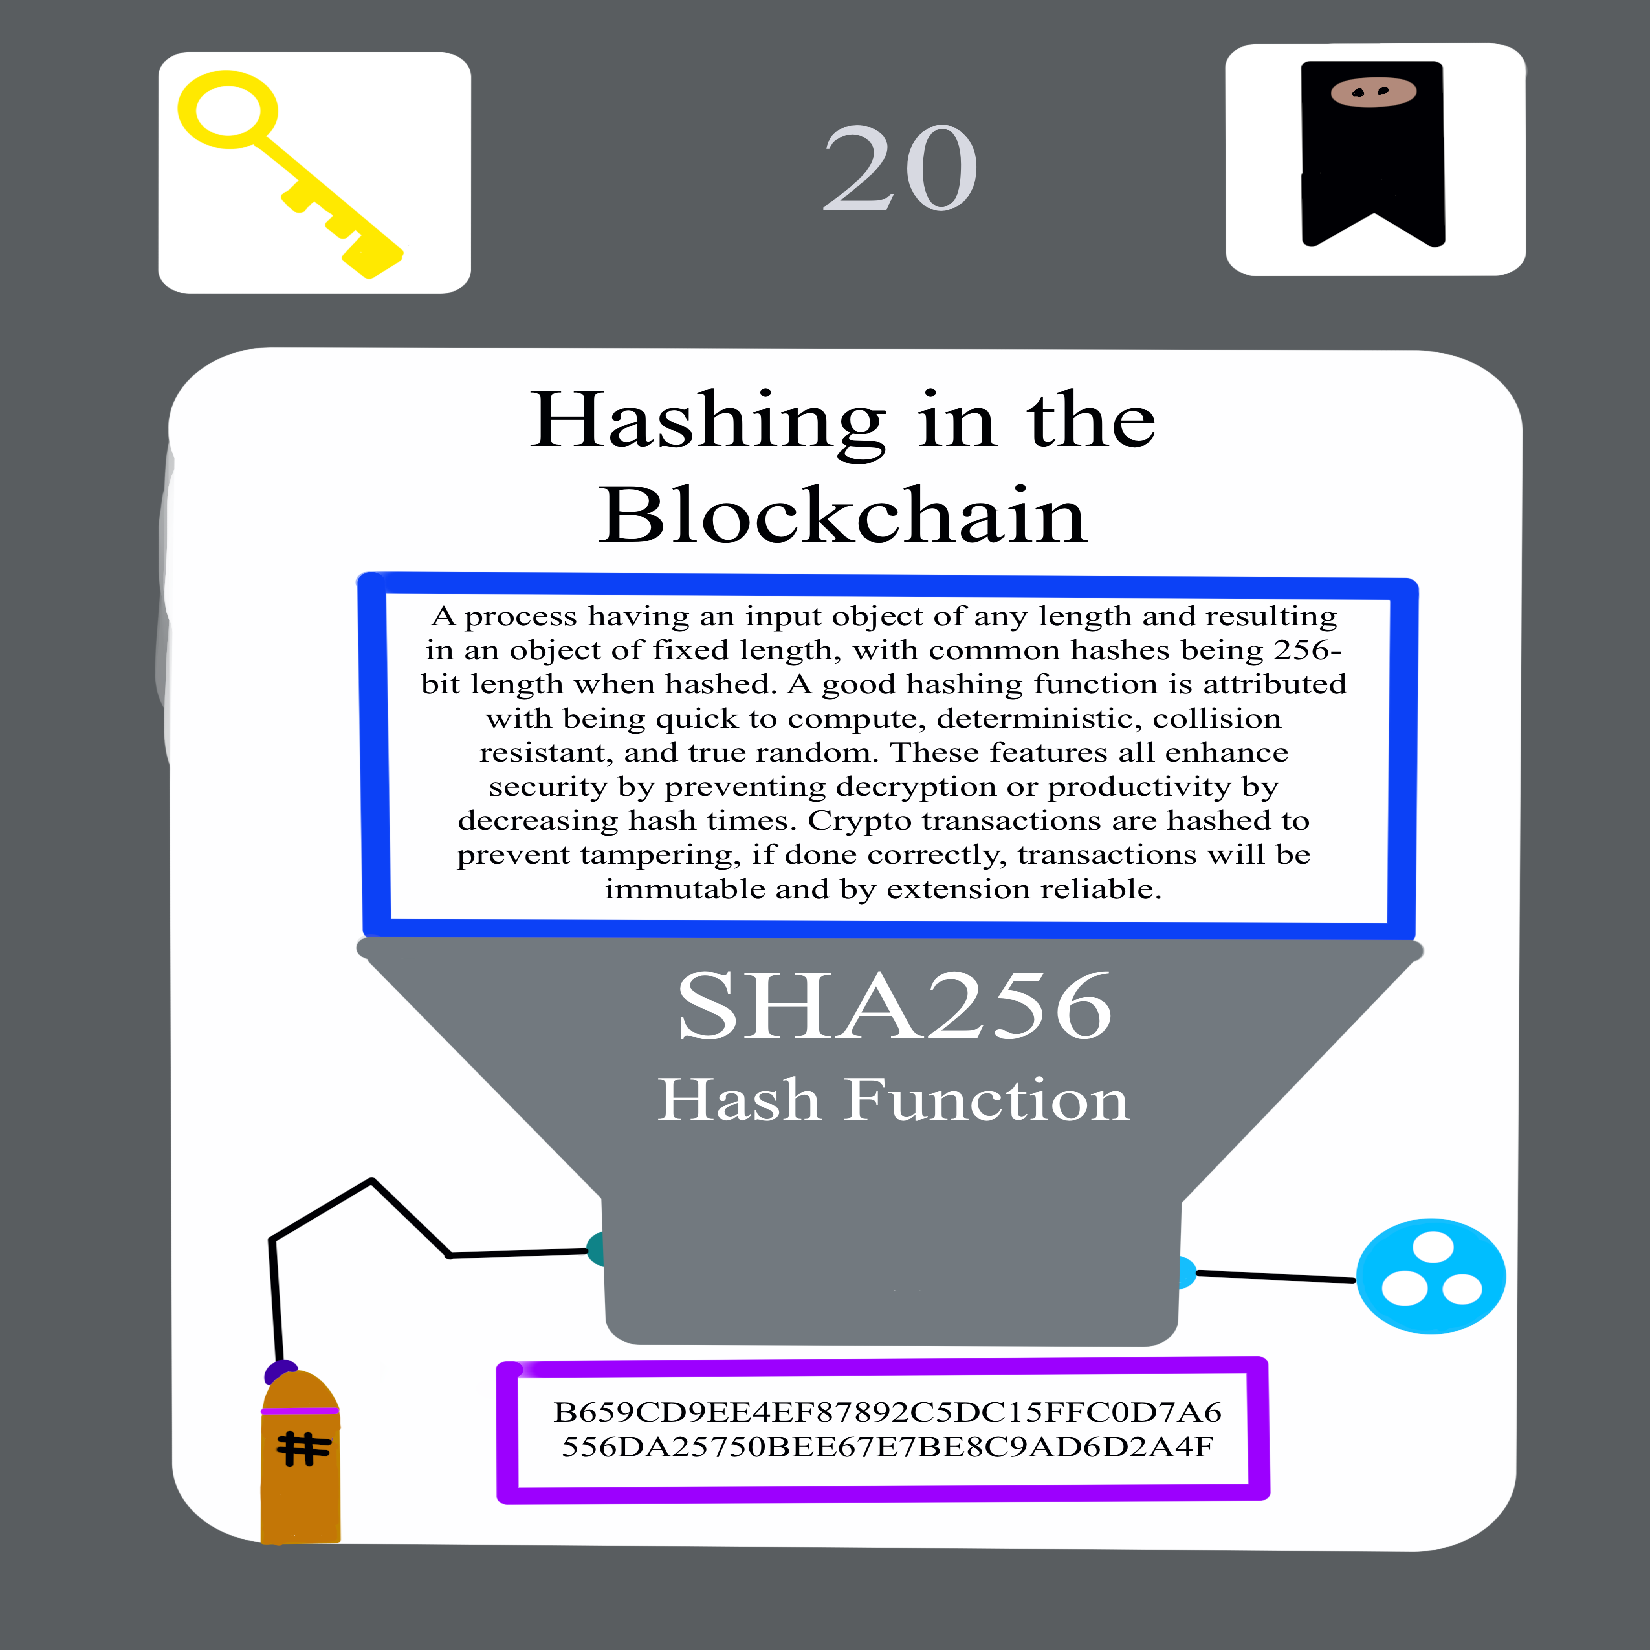 20
Hashing in the
Blockchain
A process having an input object of any length and resulting
in an object of fixed length, with common hashes being 256-
bit length when hashed. A good hashing function is attributed
with being quick to compute, deterministic, collision
resistant, and true random. These features all enhance
security by preventing decryption or productivity by
decreasing hash times. Crypto transactions are hashed to
prevent tampering, if done correctly, transactions will be
immutable and by extension reliable.
SHA256
Hash Function
#
B659CD9EE4EF87892C5DC15FFC0D7A6
556DA25750BEE67E7BE8C9AD6D2A4F